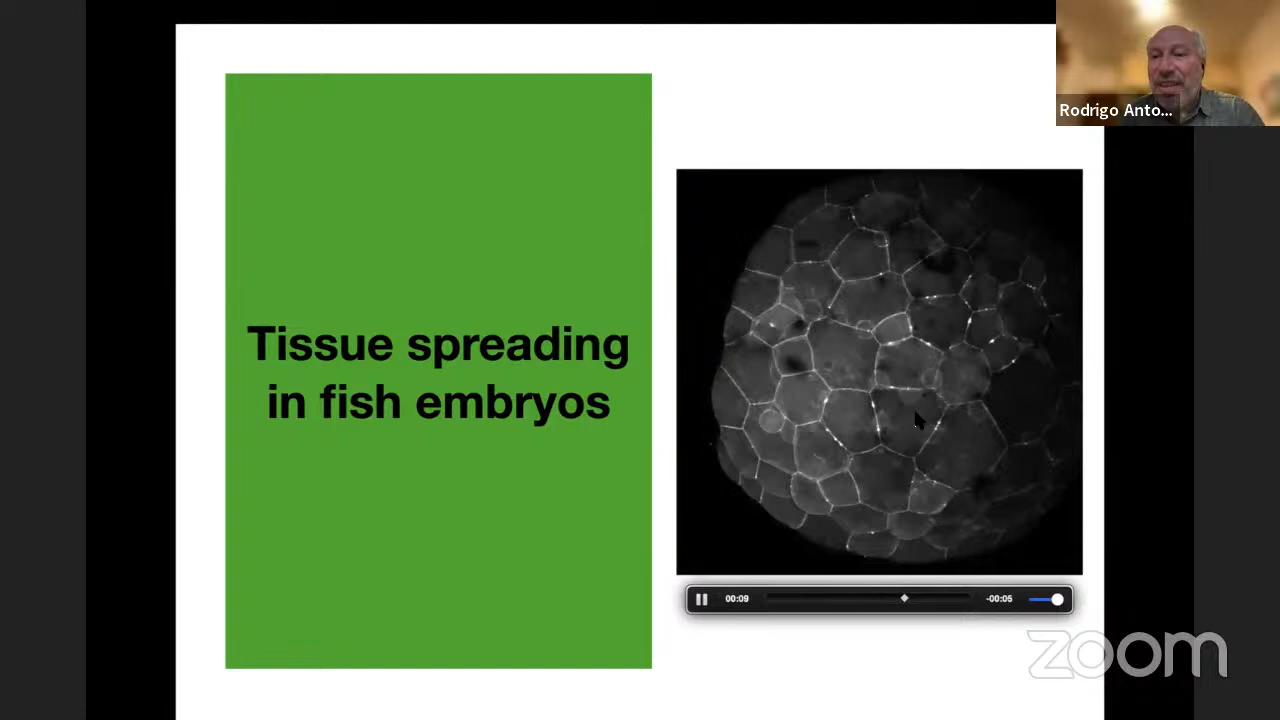 Rodrigo Anto...
Tissue spreading
in fish embryos
00:09
-00:05
zoom